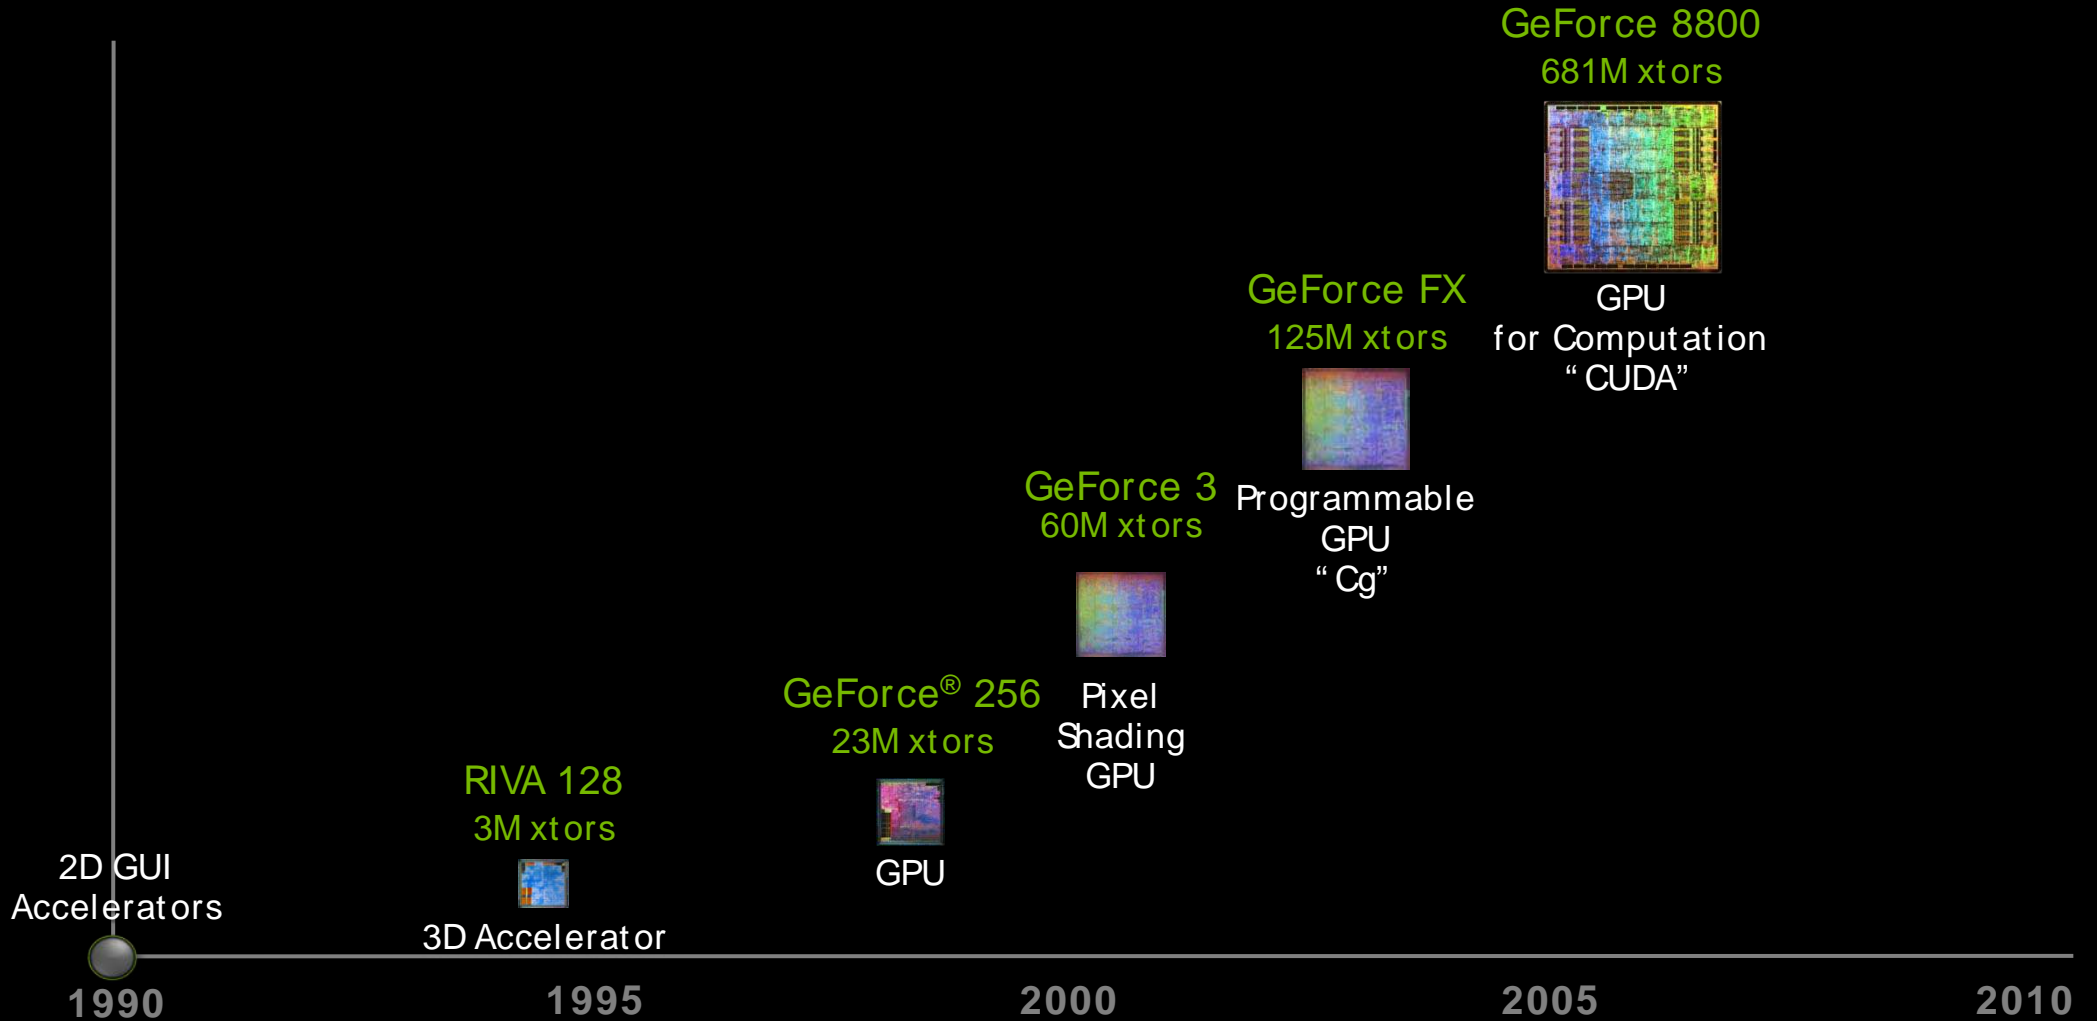 GeForce 8800
681M xtors
GPU
for Computation
“CUDA”
GeForce FX
125M xtors
Programmable
GPU
“Cg”
GeForce 3
60M xtors
Pixel
Shading
GPU
GeForce® 256
23M xtors
GPU
RIVA 128
3M xtors
3D Accelerator
2D GUI
Accelerators
1990
1995
2000
2005
2010